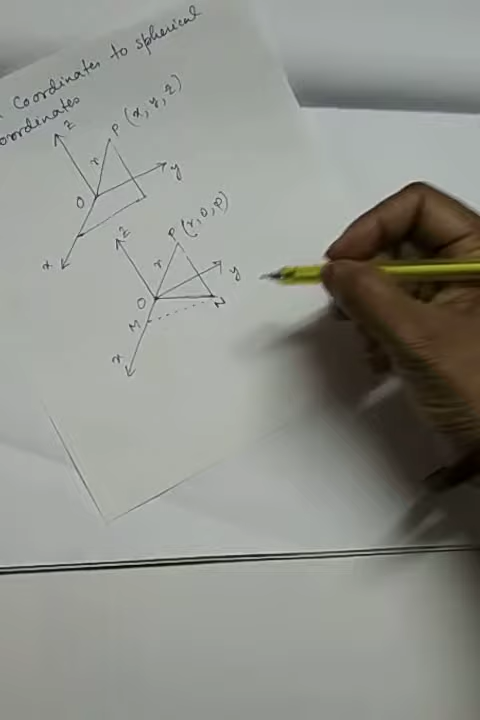 Coordinates to spherical
coordinates
z
P (x, y, z)
r
y
O
x
z
P (r, θ, φ)
r
y
O
N
M
x